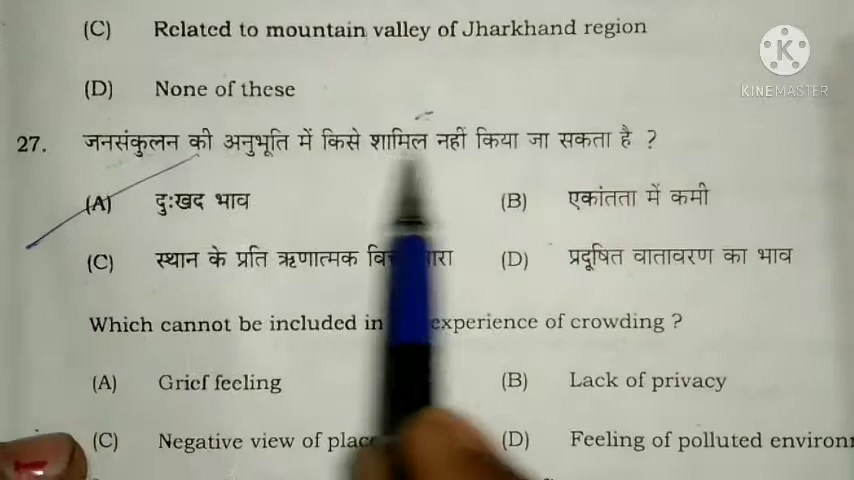 (C) Related to mountain valley of Jharkhand region
K
KINEMASTER
(D) None of these
27. जनसंकुलन की अनुभूति में किसे शामिल नहीं किया जा सकता है ?
(A) दुःखद भाव (B) एकांतता में कमी
(C) स्थान के प्रति ऋणात्मक (D) प्रदूषित वातावरण का भाव
Which cannot be included in experience of crowding ?
(A) Grief feeling (B) Lack of privacy
(C) Negative view of (D) Feeling of polluted